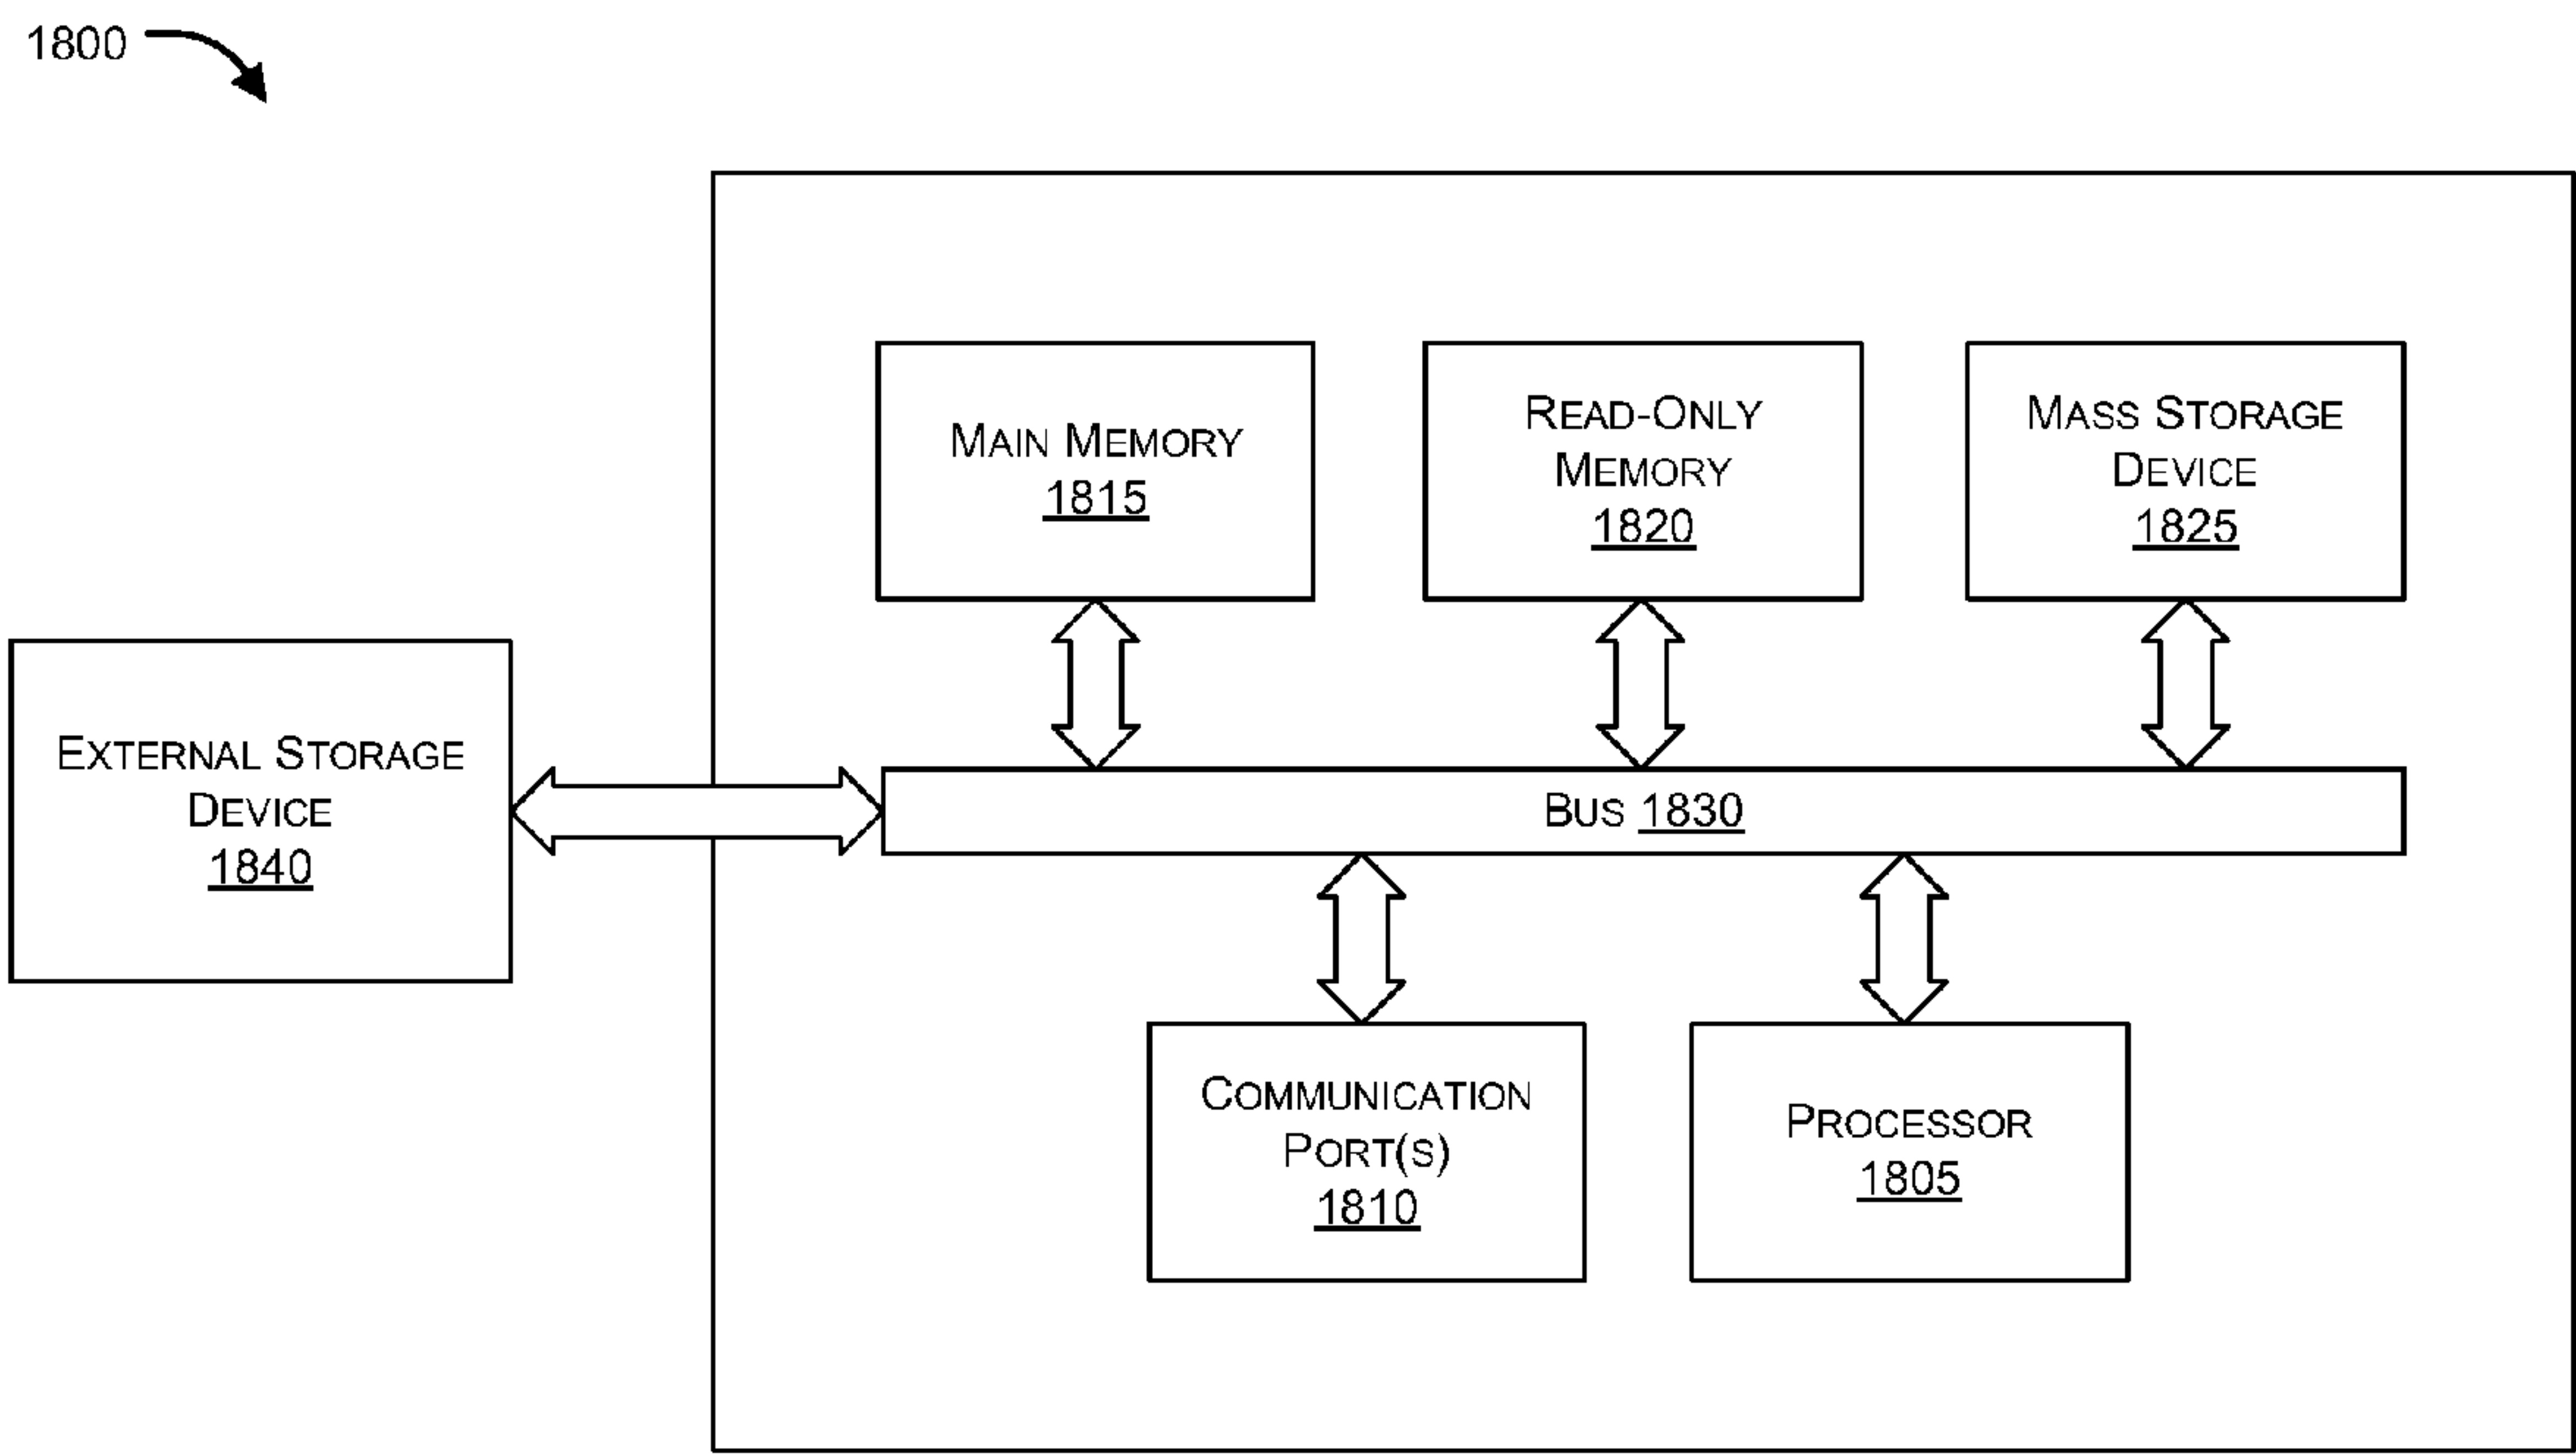 1800
MAIN MEMORY
1815
READ-ONLY
MEMORY
1820
MASS STORAGE
DEVICE
1825
EXTERNAL STORAGE
DEVICE
1840
BUS 1830
COMMUNICATION
PORT(S)
1810
PROCESSOR
1805